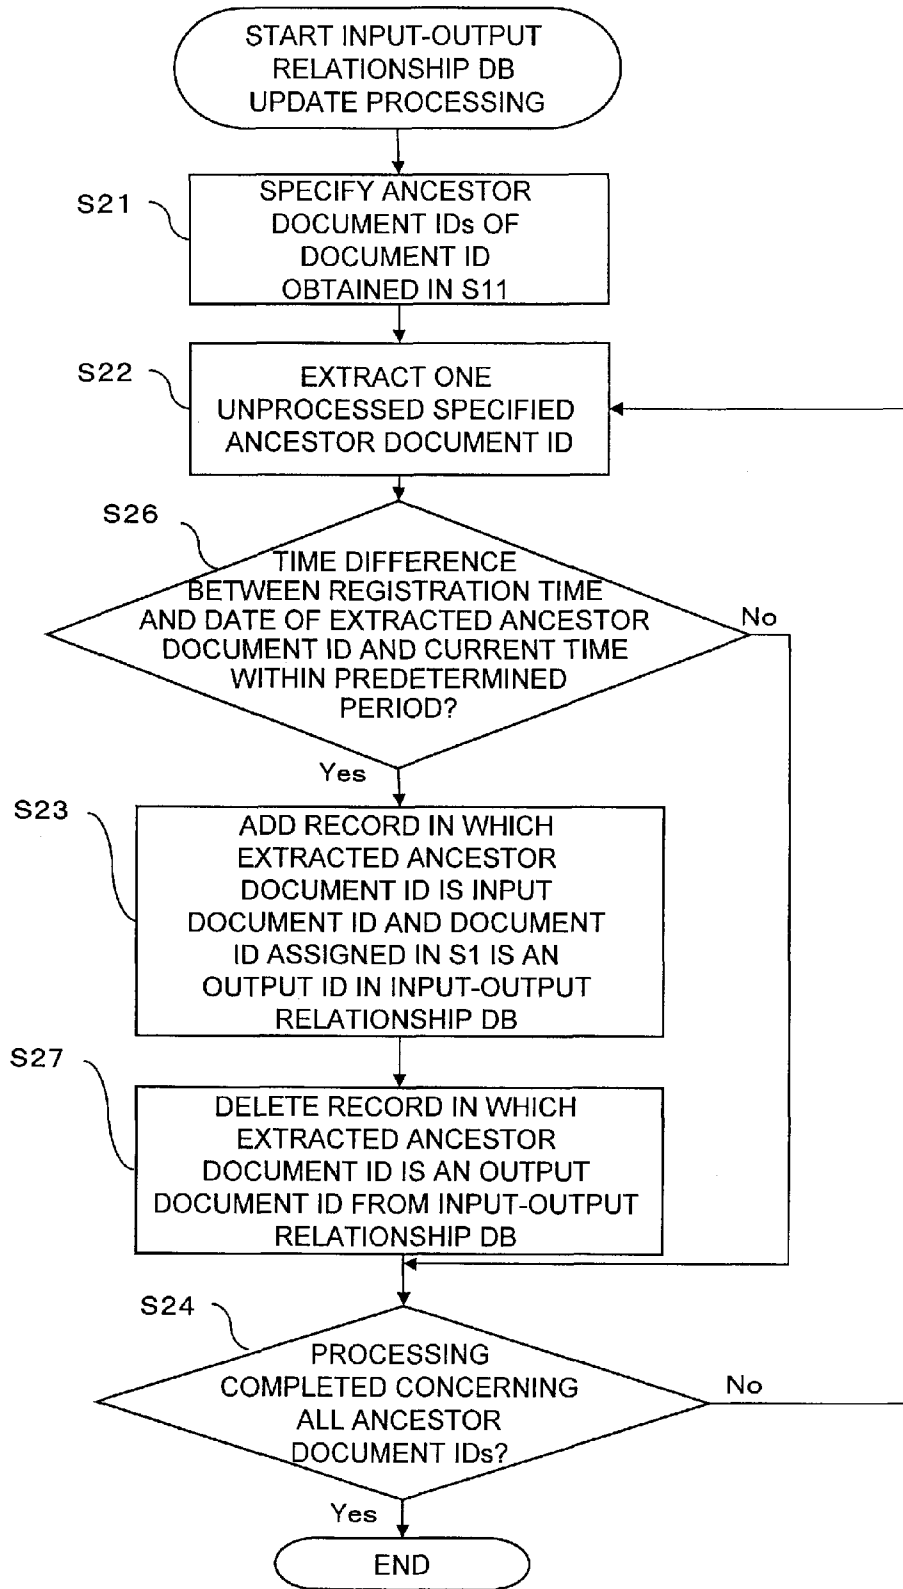 START INPUT-OUTPUT
RELATIONSHIP DB
UPDATE PROCESSING
S21
SPECIFY ANCESTOR
DOCUMENT IDs OF
DOCUMENT ID
OBTAINED IN S11
S22
EXTRACT ONE
UNPROCESSED SPECIFIED
ANCESTOR DOCUMENT ID
S26
TIME DIFFERENCE
BETWEEN REGISTRATION TIME
AND DATE OF EXTRACTED ANCESTOR
DOCUMENT ID AND CURRENT TIME
WITHIN PREDETERMINED
PERIOD?
No
Yes
S23
ADD RECORD IN WHICH
EXTRACTED ANCESTOR
DOCUMENT ID IS INPUT
DOCUMENT ID AND DOCUMENT
ID ASSIGNED IN S1 IS AN
OUTPUT ID IN INPUT-OUTPUT
RELATIONSHIP DB
S27
DELETE RECORD IN WHICH
EXTRACTED ANCESTOR
DOCUMENT ID IS AN OUTPUT
DOCUMENT ID FROM INPUT-OUTPUT
RELATIONSHIP DB
S24
PROCESSING
COMPLETED CONCERNING
ALL ANCESTOR
DOCUMENT IDs?
No
Yes
END